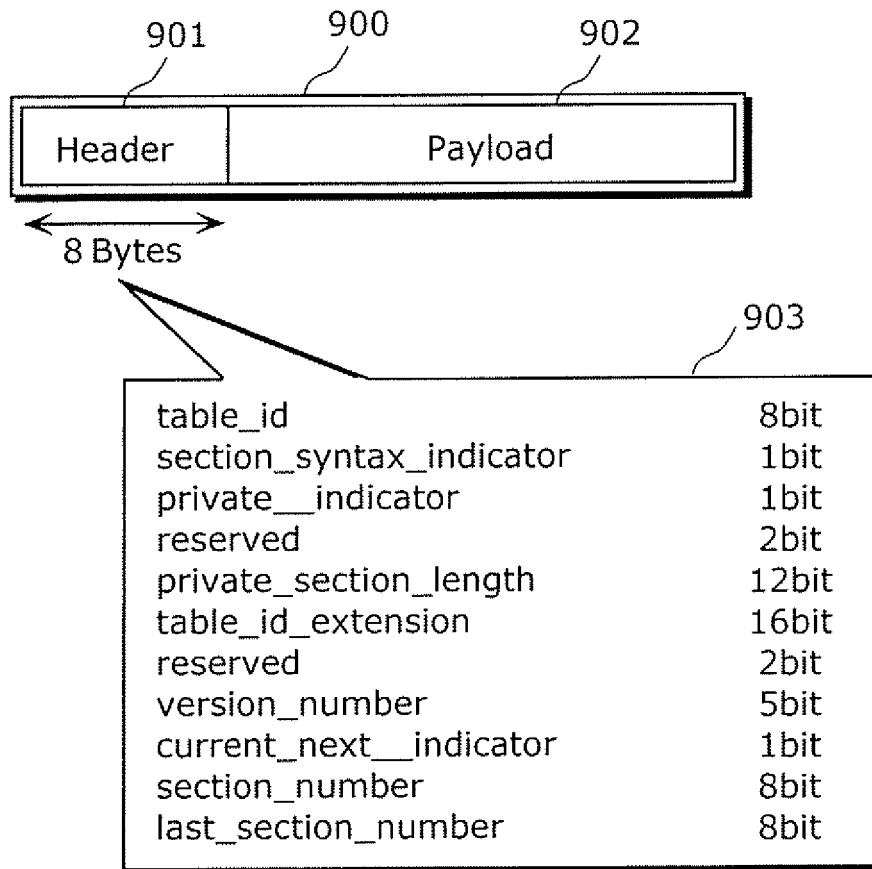 901 900 902
Header Payload
8 Bytes
903
table_id 8bit
section_syntax_indicator 1bit
private__indicator 1bit
reserved 2bit
private_section_length 12bit
table_id_extension 16bit
reserved 2bit
version_number 5bit
current_next__indicator 1bit
section_number 8bit
last_section_number 8bit